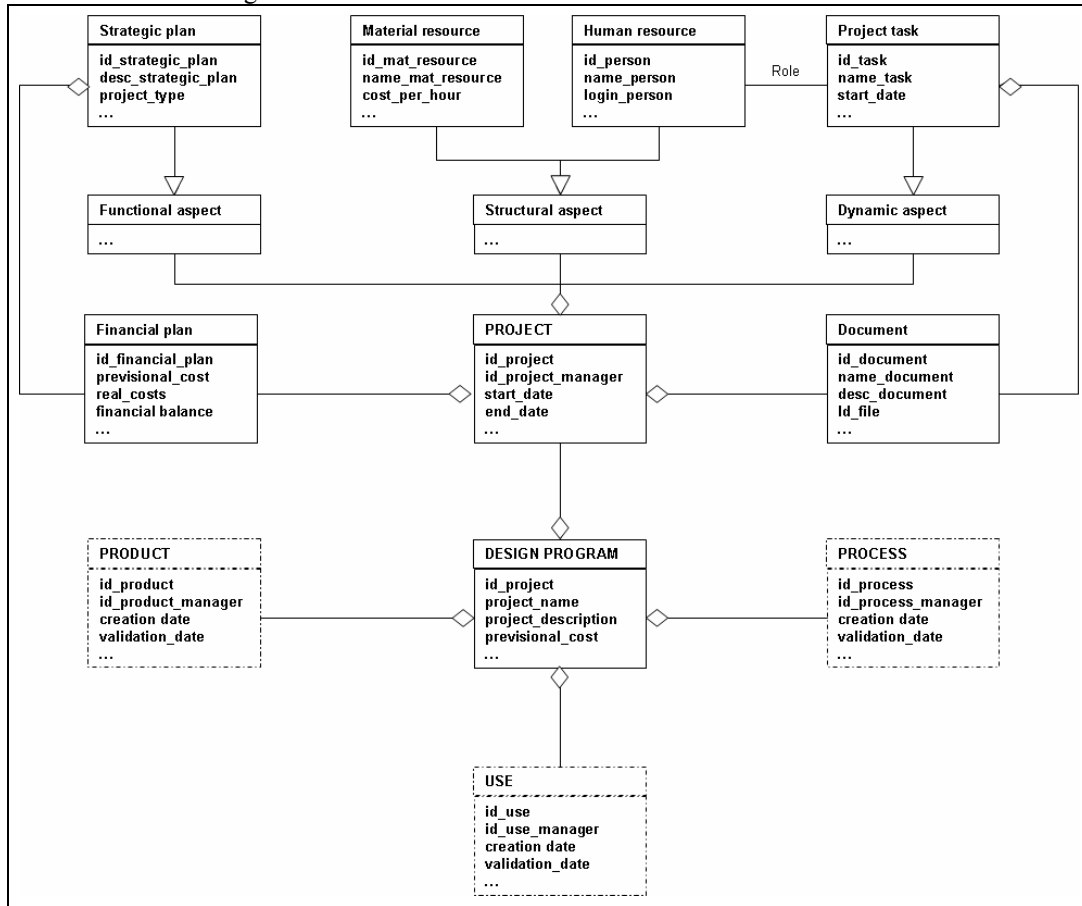 Strategic plan
id_strategic_plan
desc_strategic_plan
project_type
...
Material resource
id_mat_resource
name_mat_resource
cost_per_hour
...
Human resource
id_person
name_person
login_person
...
Role
Project task
id_task
name_task
start_date
...
Functional aspect
...
Structural aspect
...
Dynamic aspect
...
Financial plan
id_financial_plan
previsional_cost
real_costs
financial balance
...
PROJECT
id_project
id_project_manager
start_date
end_date
...
Document
id_document
name_document
desc_document
Id_file
...
PRODUCT
id_product
id_product_manager
creation date
validation_date
...
DESIGN PROGRAM
id_project
project_name
project_description
previsional_cost
...
PROCESS
id_process
id_process_manager
creation date
validation_date
...
USE
id_use
id_use_manager
creation date
validation_date
...